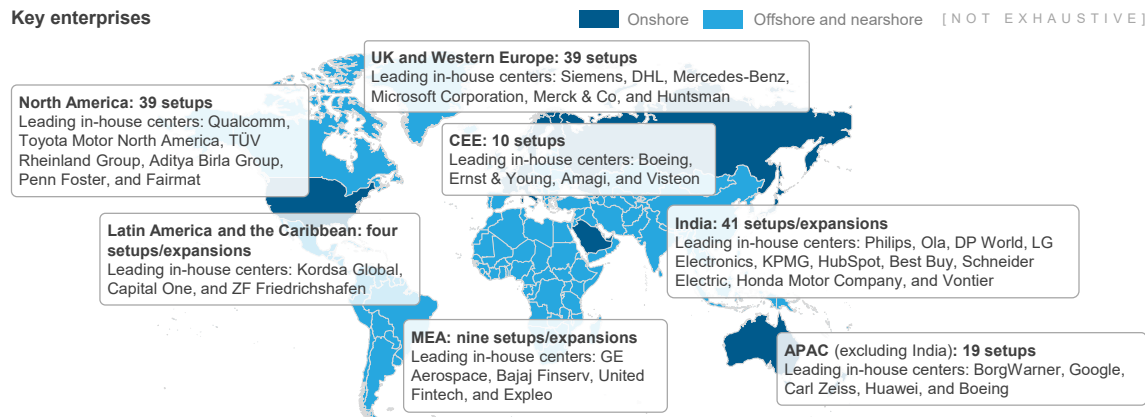 Key enterprises
Onshore
Offshore and nearshore
[NOT EXHAUSTIVE]
UK and Western Europe: 39 setups
Leading in-house centers: Siemens, DHL, Mercedes-Benz,
Microsoft Corporation, Merck & Co, and Huntsman
North America: 39 setups
Leading in-house centers: Qualcomm,
Toyota Motor North America, TÜV
Rheinland Group, Aditya Birla Group,
Penn Foster, and Fairmat
CEE: 10 setups
Leading in-house centers: Boeing,
Ernst & Young, Amagi, and Visteon
Latin America and the Caribbean: four
setups/expansions
Leading in-house centers: Kordsa Global,
Capital One, and ZF Friedrichshafen
India: 41 setups/expansions
Leading in-house centers: Philips, Ola, DP World, LG
Electronics, KPMG, HubSpot, Best Buy, Schneider
Electric, Honda Motor Company, and Vontier
MEA: nine setups/expansions
Leading in-house centers: GE
Aerospace, Bajaj Finserv, United
Fintech, and Expleo
APAC (excluding India): 19 setups
Leading in-house centers: BorgWarner, Google,
Carl Zeiss, Huawei, and Boeing